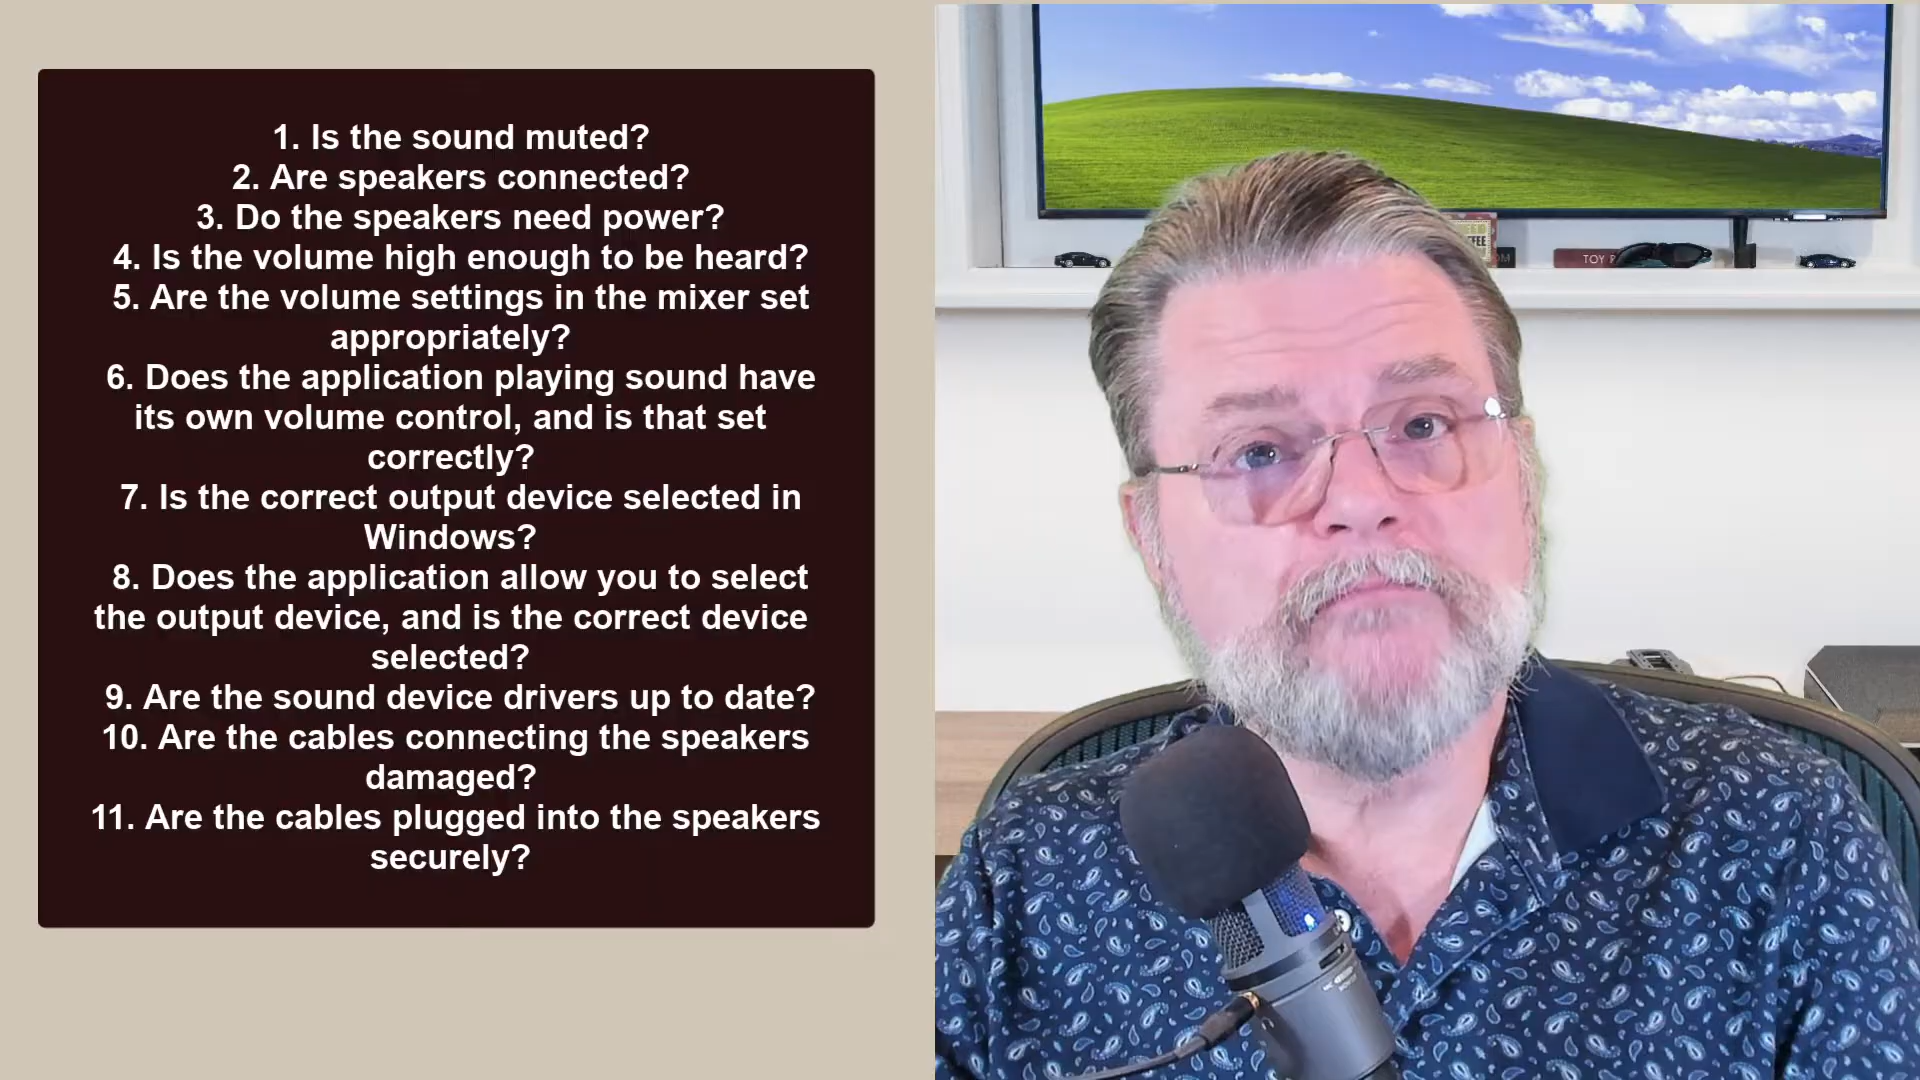 1. Is the sound muted?
2. Are speakers connected?
3. Do the speakers need power?
4. Is the volume high enough to be heard?
5. Are the volume settings in the mixer set
appropriately?
6. Does the application playing sound have
its own volume control, and is that set
correctly?
7. Is the correct output device selected in
Windows?
8. Does the application allow you to select
the output device, and is the correct device
selected?
9. Are the sound device drivers up to date?
10. Are the cables connecting the speakers
damaged?
11. Are the cables plugged into the speakers
securely?
TOY